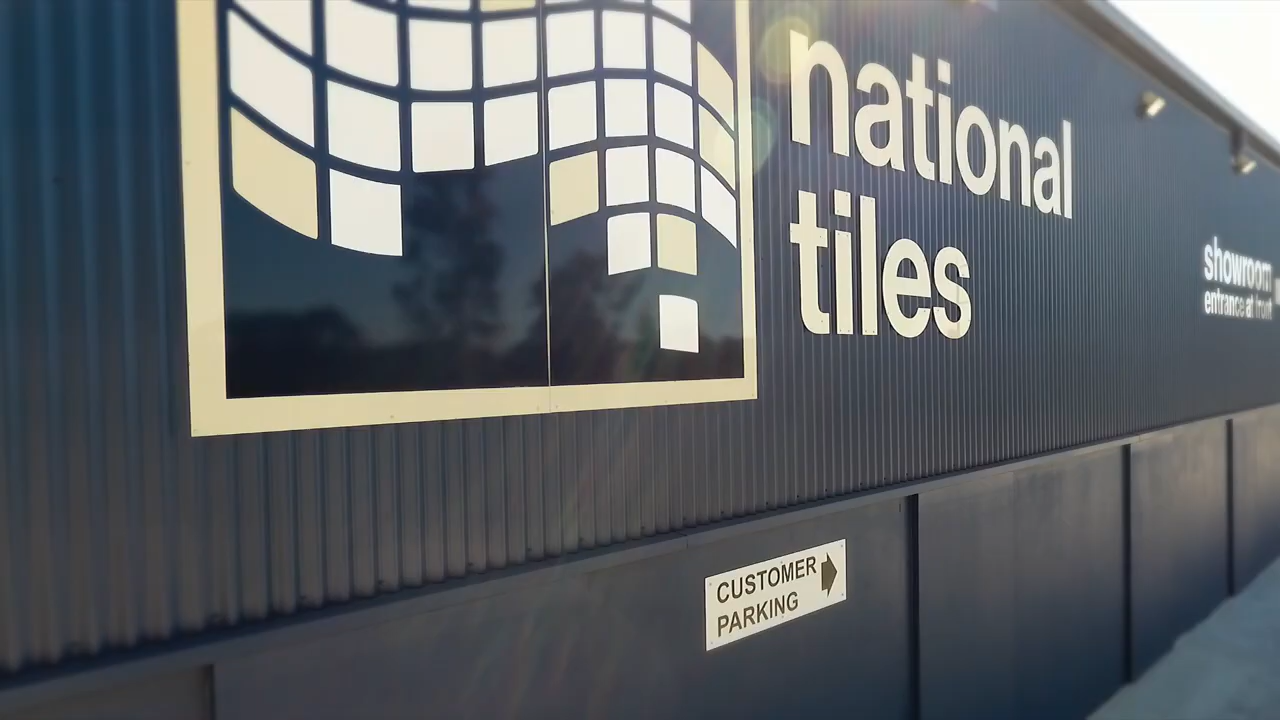 national
tiles
showroom
entrance at front
CUSTOMER
PARKING